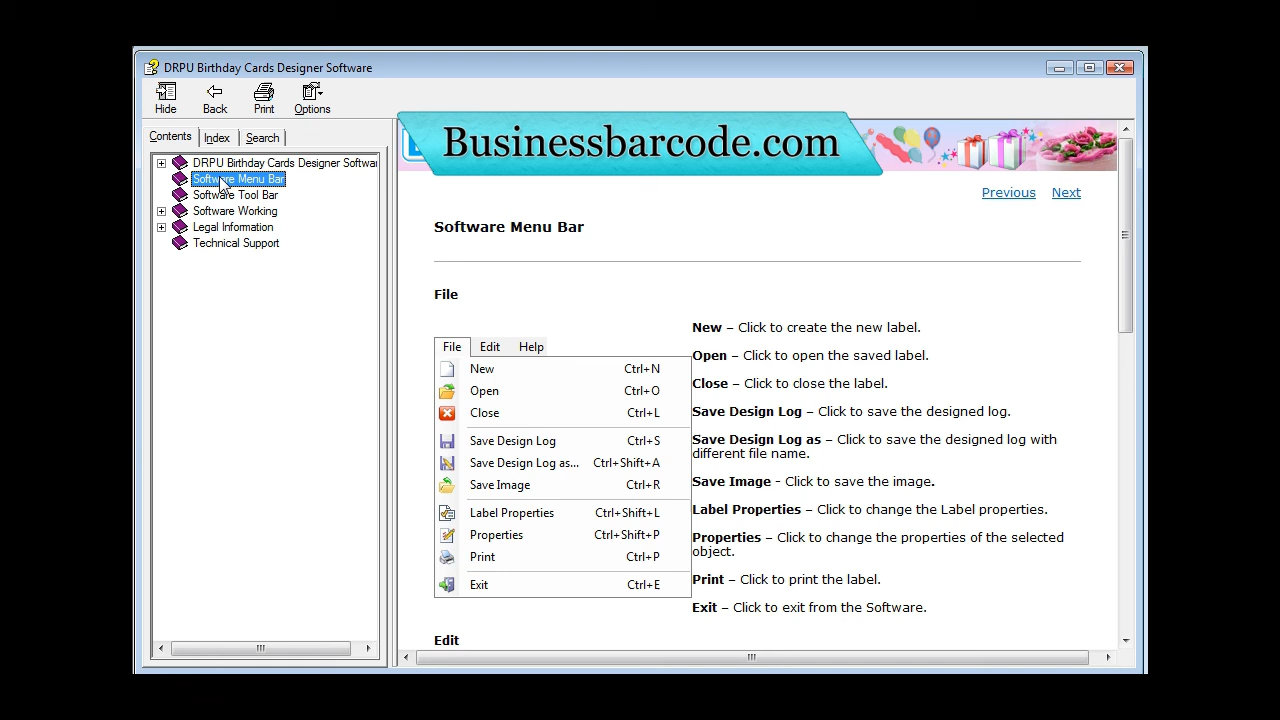 DRPU Birthday Cards Designer Software
Hide Back Print Options
Contents Index Search
DRPU Birthday Cards Designer Softwar
Software Menu Bar
Software Tool Bar
Software Working
Legal Information
Technical Support
Businessbarcode.com
Previous Next
Software Menu Bar
File
File Edit Help
New Ctrl+N
Open Ctrl+O
Close Ctrl+L
Save Design Log Ctrl+S
Save Design Log as... Ctrl+Shift+A
Save Image Ctrl+R
Label Properties Ctrl+Shift+L
Properties Ctrl+Shift+P
Print Ctrl+P
Exit Ctrl+E
New – Click to create the new label.
Open – Click to open the saved label.
Close – Click to close the label.
Save Design Log – Click to save the designed log.
Save Design Log as – Click to save the designed log with
different file name.
Save Image - Click to save the image.
Label Properties – Click to change the Label properties.
Properties – Click to change the properties of the selected
object.
Print – Click to print the label.
Exit – Click to exit from the Software.
Edit